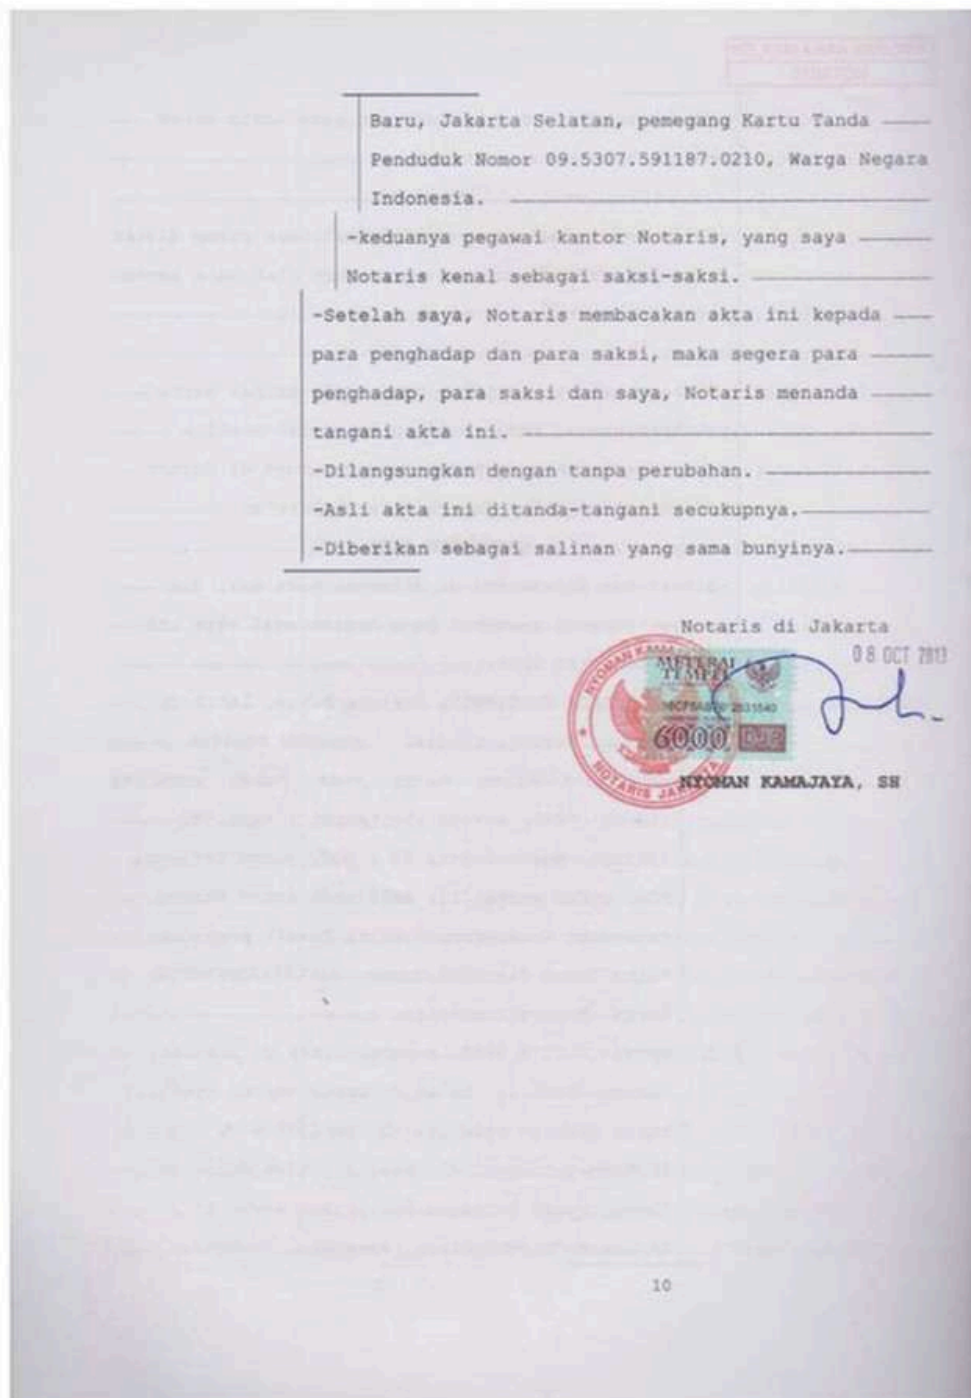 Baru, Jakarta Selatan, pemegang Kartu Tanda
Penduduk Nomor 09.5307.591187.0210, Warga Negara
Indonesia.
-keduanya pegawai kantor Notaris, yang saya
Notaris kenal sebagai saksi-saksi.
-Setelah saya, Notaris membacakan akta ini kepada
para penghadap dan para saksi, maka segera para
penghadap, para saksi dan saya, Notaris menanda
tangani akta ini.
-Dilangsungkan dengan tanpa perubahan.
-Asli akta ini ditanda-tangani secukupnya.
-Diberikan sebagai salinan yang sama bunyinya.
Notaris di Jakarta
08 OCT 2013
METERAI
TEMPEL
6000
NYOMAN KAMAJAYA, SH
10